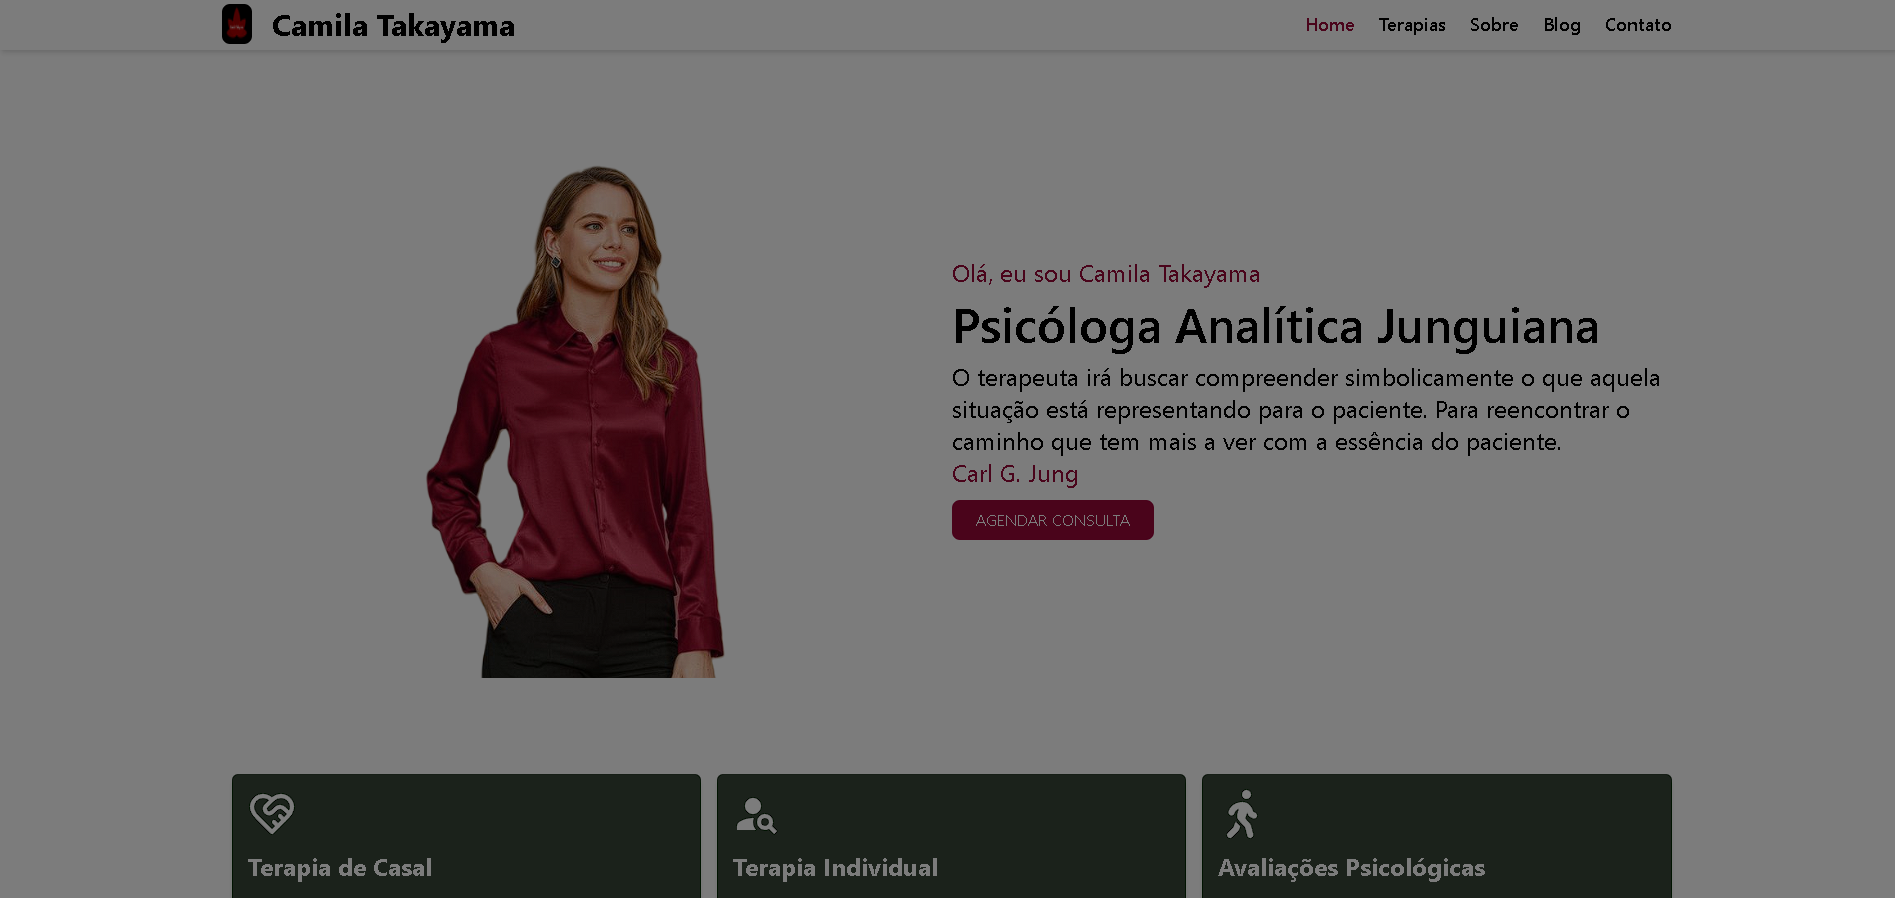 Camila Takayama
Home Terapias Sobre Blog Contato
Olá, eu sou Camila Takayama
Psicóloga Analítica Junguiana
O terapeuta irá buscar compreender simbolicamente o que aquela
situação está representando para o paciente. Para reencontrar o
caminho que tem mais a ver com a essência do paciente.
Carl G. Jung
AGENDAR CONSULTA
Terapia de Casal
Terapia Individual
Avaliações Psicológicas